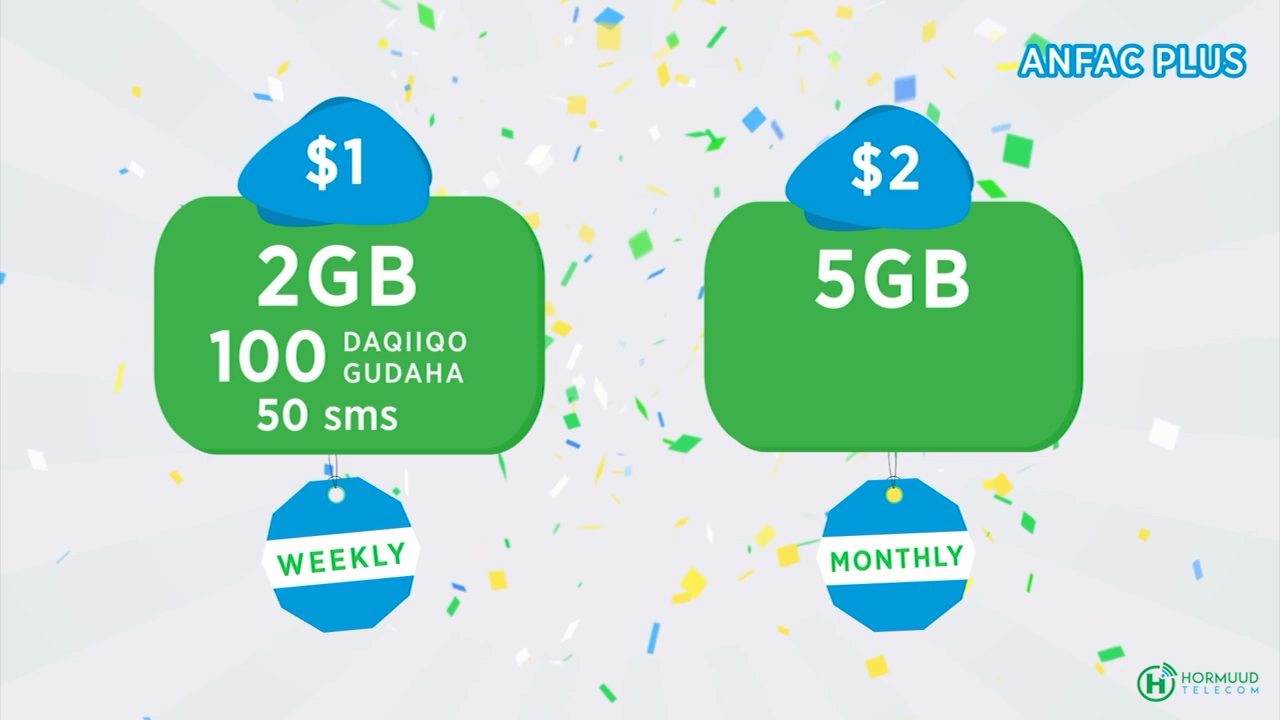 ANFAC PLUS
$1
2GB
100 DAQIIQO
GUDAHA
50 sms
WEEKLY
$2
5GB
MONTHLY
HORMUUD
TELECOM